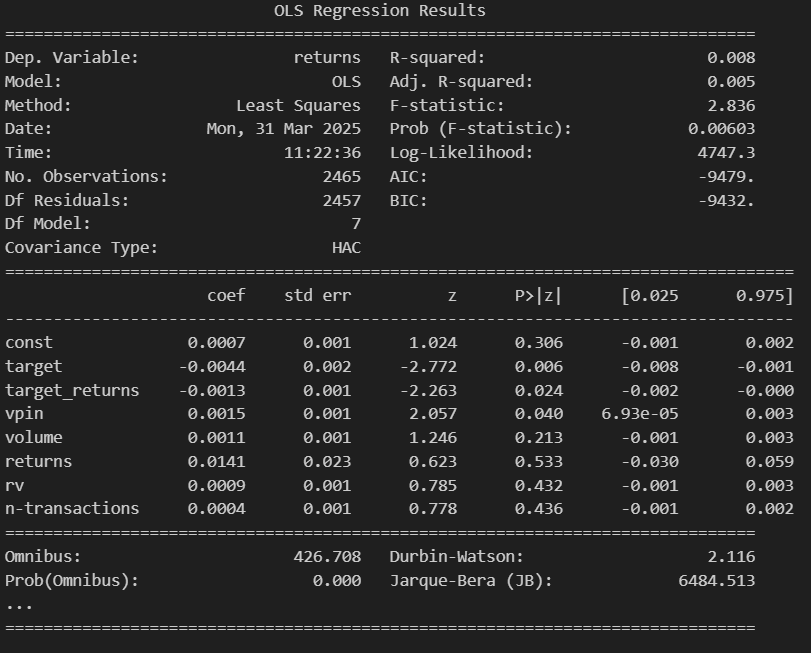 OLS Regression Results
==============================================================================
Dep. Variable: returns R-squared: 0.008
Model: OLS Adj. R-squared: 0.005
Method: Least Squares F-statistic: 2.836
Date: Mon, 31 Mar 2025 Prob (F-statistic): 0.00603
Time: 11:22:36 Log-Likelihood: 4747.3
No. Observations: 2465 AIC: -9479.
Df Residuals: 2457 BIC: -9432.
Df Model: 7
Covariance Type: HAC
==================================================================================
coef std err z P>|z| [0.025 0.975]
----------------------------------------------------------------------------------
const 0.0007 0.001 1.024 0.306 -0.001 0.002
target -0.0044 0.002 -2.772 0.006 -0.008 -0.001
target_returns -0.0013 0.001 -2.263 0.024 -0.002 -0.000
vpin 0.0015 0.001 2.057 0.040 6.93e-05 0.003
volume 0.0011 0.001 1.246 0.213 -0.001 0.003
returns 0.0141 0.023 0.623 0.533 -0.030 0.059
rv 0.0009 0.001 0.785 0.432 -0.001 0.003
n-transactions 0.0004 0.001 0.778 0.436 -0.001 0.002
==============================================================================
Omnibus: 426.708 Durbin-Watson: 2.116
Prob(Omnibus): 0.000 Jarque-Bera (JB): 6484.513
...
==============================================================================